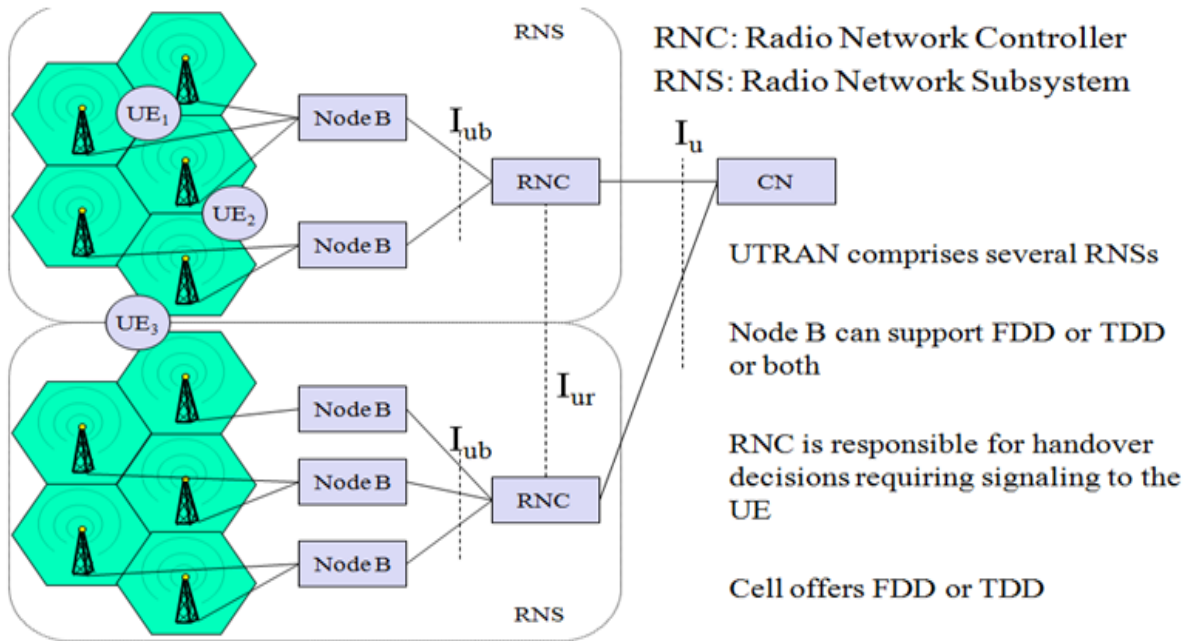 RNS
RNC: Radio Network Controller
RNS: Radio Network Subsystem
UE1
Node B
Iub
Iu
RNC
CN
UE2
Node B
UTRAN comprises several RNSs
UE3
Node B can support FDD or TDD
or both
Node B
Iur
Iub
RNC is responsible for handover
decisions requiring signaling to the
UE
Node B
RNC
Node B
Cell offers FDD or TDD
RNS